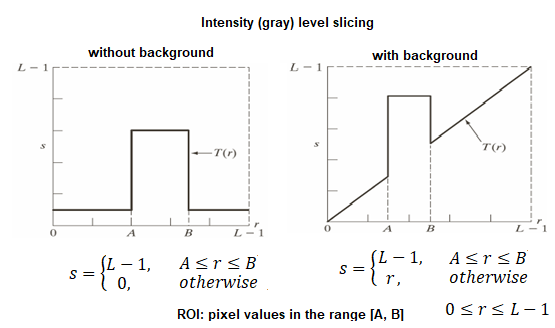 Intensity (gray) level slicing
without background
with background
L − 1
s
T(r)
0
A
B
L − 1
r
L − 1
s
T(r)
0
A
B
L − 1
r
s = {L − 1, A ≤ r ≤ B
0, otherwise
s = {L − 1, A ≤ r ≤ B
r, otherwise
0 ≤ r ≤ L − 1
ROI: pixel values in the range [A, B]